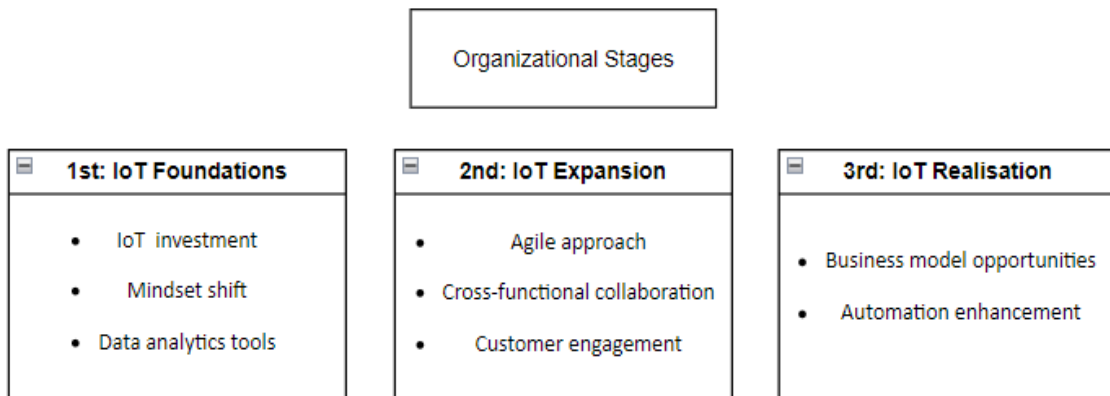 Organizational Stages
1st: IoT Foundations
• IoT investment
• Mindset shift
• Data analytics tools
2nd: IoT Expansion
• Agile approach
• Cross-functional collaboration
• Customer engagement
3rd: IoT Realisation
• Business model opportunities
• Automation enhancement